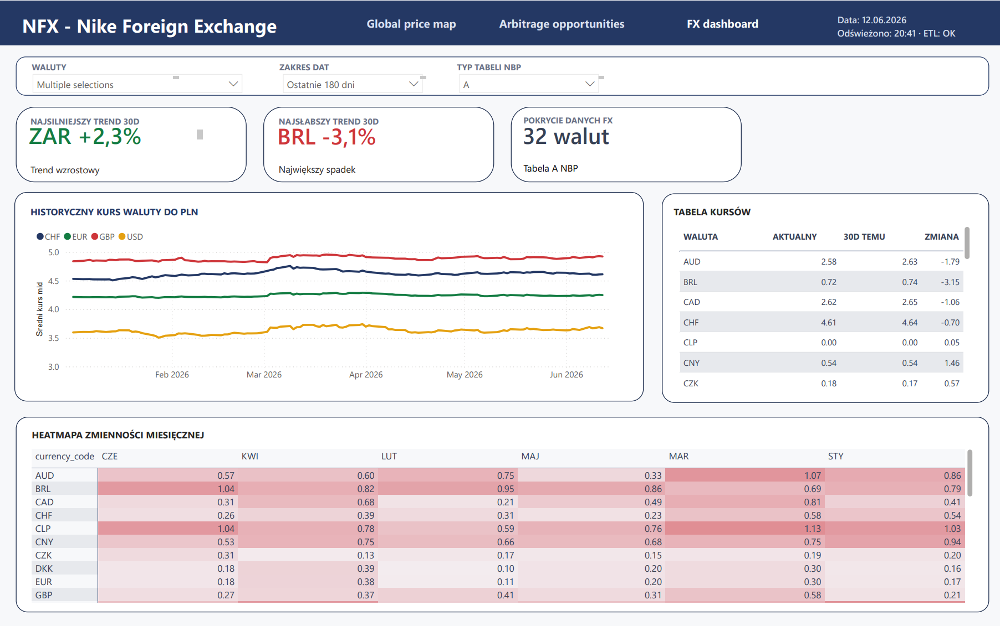 NFX - Nike Foreign Exchange
Global price map
Arbitrage opportunities
FX dashboard
Data: 12.06.2026
Odświeżono: 20:41 · ETL: OK
WALUTY
Multiple selections
ZAKRES DAT
Ostatnie 180 dni
TYP TABELI NBP
A
NAJSILNIEJSZY TREND 30D
ZAR +2,3%
Trend wzrostowy
NAJSŁABSZY TREND 30D
BRL -3,1%
Największy spadek
POKRYCIE DANYCH FX
32 walut
Tabela A NBP
HISTORYCZNY KURS WALUTY DO PLN
CHF EUR GBP USD
5.0
4.5
4.0
3.5
3.0
Średni kurs mid
Feb 2026 Mar 2026 Apr 2026 May 2026 Jun 2026
TABELA KURSÓW
WALUTA AKTUALNY 30D TEMU ZMIANA
AUD 2.58 2.63 -1.79
BRL 0.72 0.74 -3.15
CAD 2.62 2.65 -1.06
CHF 4.61 4.64 -0.70
CLP 0.00 0.00 0.05
CNY 0.54 0.54 1.46
CZK 0.18 0.17 0.57
HEATMAPA ZMIENNOŚCI MIESIĘCZNEJ
currency_code CZE KWI LUT MAJ MAR STY
AUD 0.57 0.60 0.75 0.33 1.07 0.86
BRL 1.04 0.82 0.95 0.86 0.69 0.79
CAD 0.31 0.68 0.21 0.49 0.81 0.41
CHF 0.26 0.39 0.31 0.23 0.58 0.54
CLP 1.04 0.78 0.59 0.76 1.13 1.03
CNY 0.53 0.75 0.66 0.68 0.75 0.94
CZK 0.31 0.13 0.17 0.15 0.19 0.20
DKK 0.18 0.39 0.10 0.20 0.30 0.16
EUR 0.18 0.38 0.11 0.20 0.30 0.17
GBP 0.27 0.37 0.41 0.31 0.58 0.21